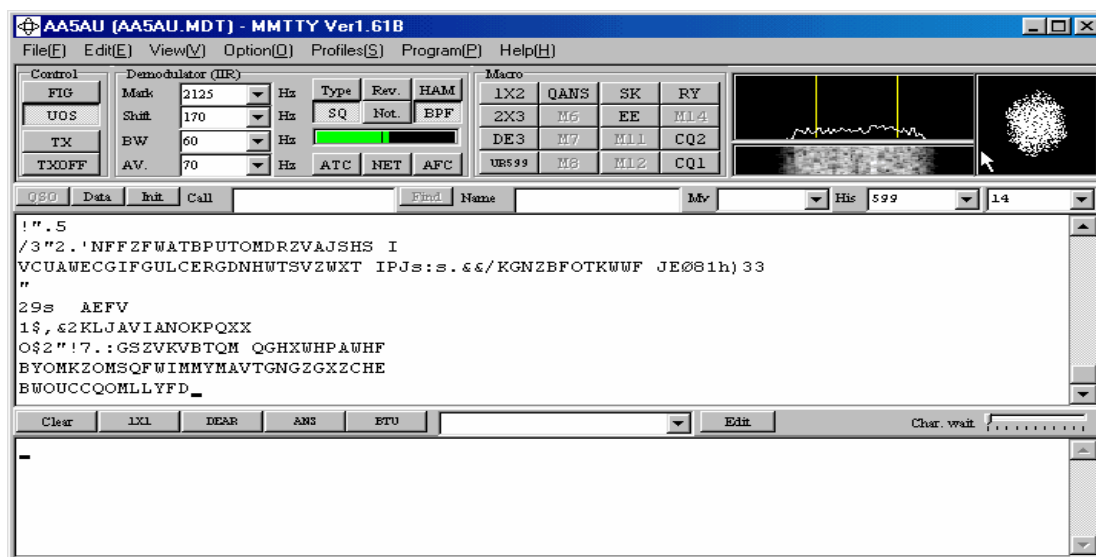 AA5AU (AA5AU.MDT) - MMTTY Ver1.61B
File(F) Edit(E) View(V) Option(O) Profiles(S) Program(P) Help(H)
Control Demodulator (IIR) Macro
FIG Mark 2125 Hz Type Rev. HAM 1X2 QANS SK RY
UOS Shift 170 Hz SQ Not. BPF 2X3 M6 EE M14
TX BW 60 Hz DE3 M7 M11 CQ2
TXOFF AV. 70 Hz ATC NET AFC UR599 M8 M12 CQ1
QSO Data Init Call Find Name My His 599 14
!".5
/3"2.'NFFZFWATBPUTOMDRZVAJSHS I
VCUAWECGIFGULCERGDNHWTSVZWXT IPJs:s.&&/KGNZBFOTKWWF JEØ81h)33
"
29s AEFV
1$,&2KLJAVIANOKPQXX
O$2"!7.:GSZVKVBTQM QGHXWHPAWHF
BYOMKZOMSQFWIMMYMAVTGNGZGXZCHE
BWOUCCQOMLLYFD_
Clear 1X1 DEAR ANS BTU Edit Char. wait